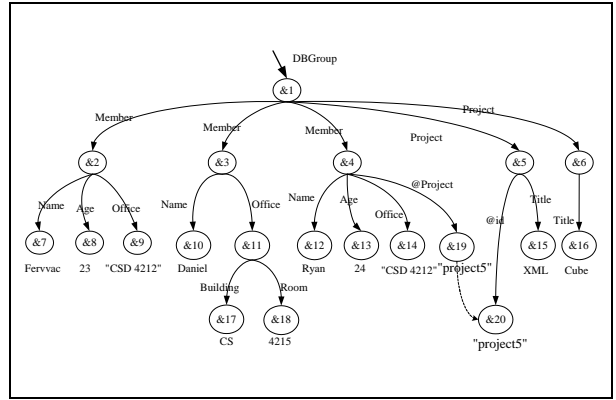 DBGroup
&1
Member
Member
Member
Project
Project
&2
&3
&4
&5
&6
Name
Age
Office
Name
Office
Name
Age
Office
@Project
@id
Title
Title
&7
&8
&9
&10
&11
&12
&13
&14
&19
&15
&16
Fervvac
23
"CSD 4212"
Daniel
Ryan
24
"CSD 4212"
"project5"
XML
Cube
Building
Room
&17
&18
&20
CS
4215
"project5"